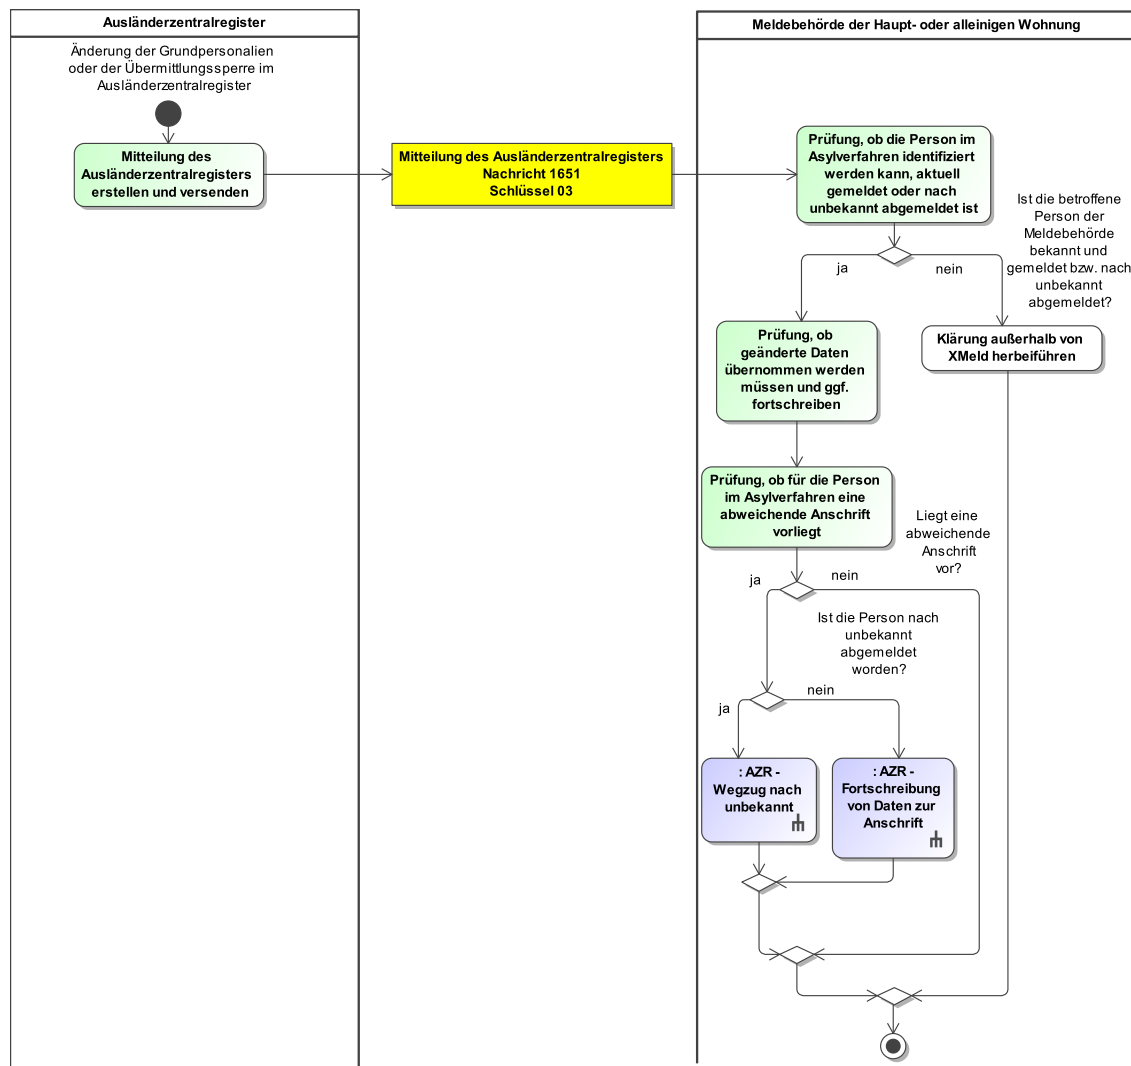 Ausländerzentralregister
Meldebehörde der Haupt- oder alleinigen Wohnung
Änderung der Grundpersonalien
oder der Übermittlungssperre im
Ausländerzentralregister
Mitteilung des
Ausländerzentralregisters
erstellen und versenden
Mitteilung des Ausländerzentralregisters
Nachricht 1651
Schlüssel 03
Prüfung, ob die Person im
Asylverfahren identifiziert
werden kann, aktuell
gemeldet oder nach
unbekannt abgemeldet ist
Ist die betroffene
Person der
Meldebehörde
bekannt und
gemeldet bzw. nach
unbekannt
abgemeldet?
ja
nein
Prüfung, ob
geänderte Daten
übernommen werden
müssen und ggf.
fortschreiben
Klärung außerhalb von
XMeld herbeiführen
Prüfung, ob für die Person
im Asylverfahren eine
abweichende Anschrift
vorliegt
Liegt eine
abweichende
Anschrift
vor?
ja
nein
Ist die Person nach
unbekannt
abgemeldet
worden?
ja
nein
: AZR -
Wegzug nach
unbekannt
: AZR -
Fortschreibung
von Daten zur
Anschrift